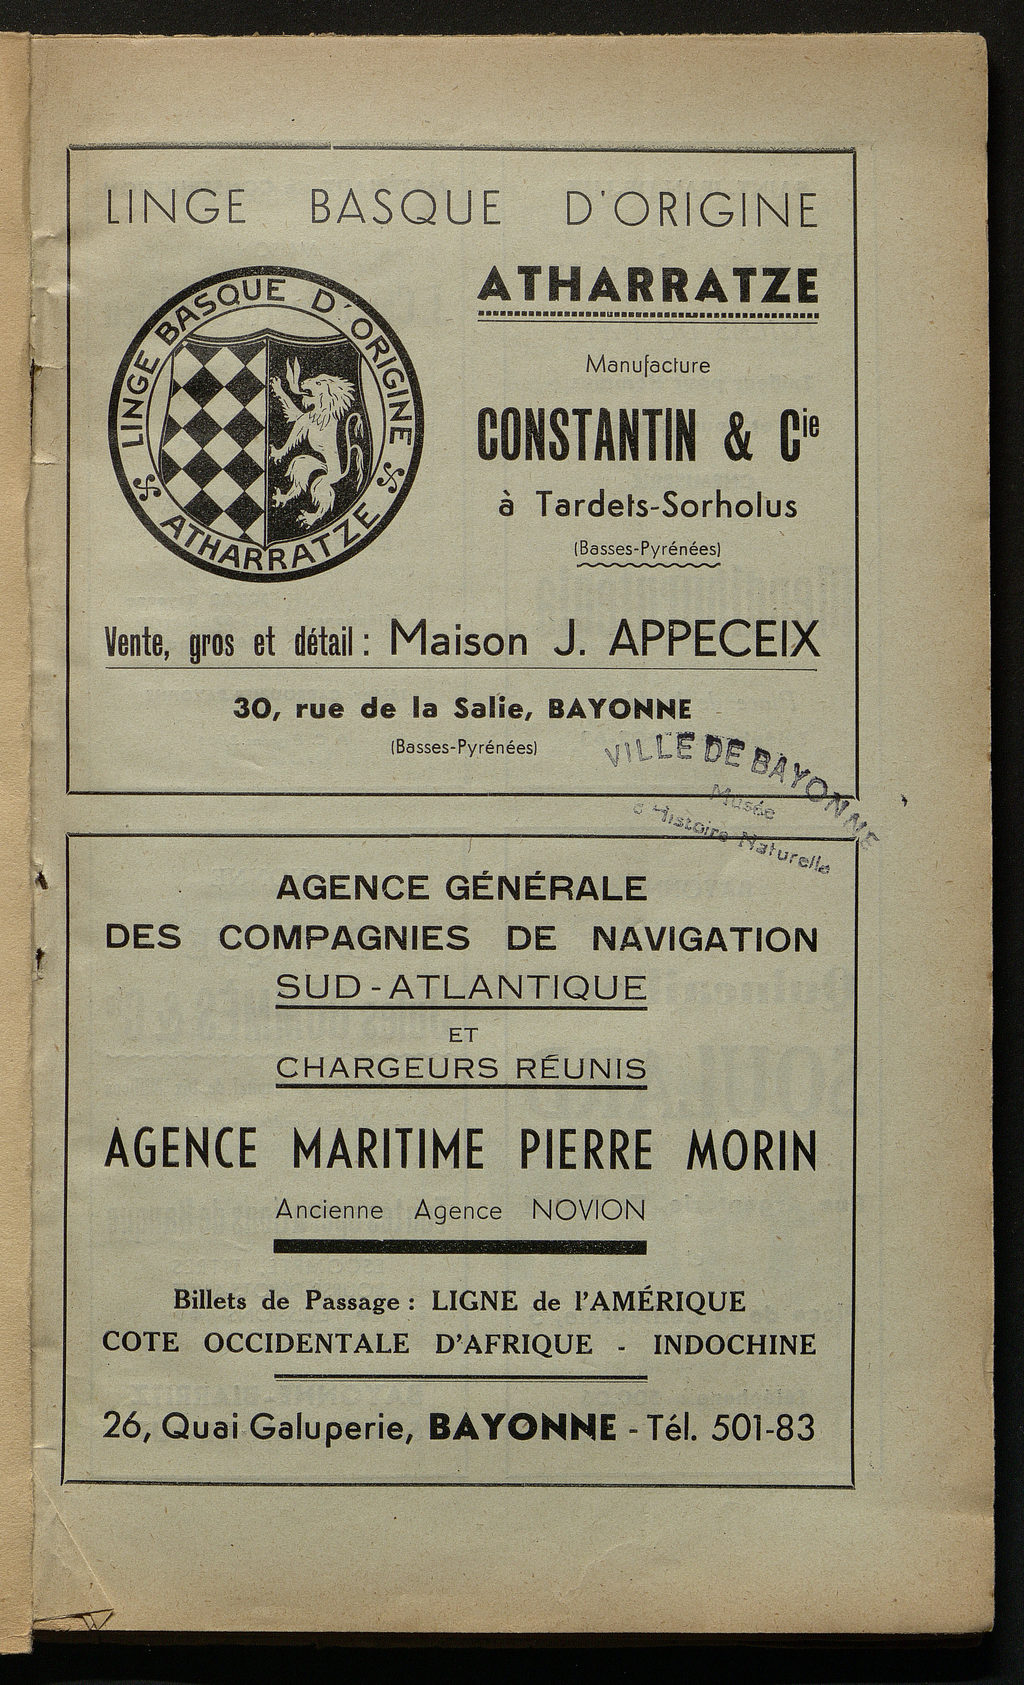 LINGE BASQUE D'ORIGINE
LINGE BASQUE D'ORIGINE
ATHARRATZE
ATHARRATZE
Manufacture
CONSTANTIN & Cie
à Tardets-Sorholus
(Basses-Pyrénées)
Vente, gros et détail : Maison J. APPECEIX
30, rue de la Salie, BAYONNE
(Basses-Pyrénées)
VILLE DE BAYONNE
Musée
d'Histoire Naturelle
AGENCE GÉNÉRALE
DES COMPAGNIES DE NAVIGATION
SUD-ATLANTIQUE
ET
CHARGEURS RÉUNIS
AGENCE MARITIME PIERRE MORIN
Ancienne Agence NOVION
Billets de Passage : LIGNE de l'AMÉRIQUE
COTE OCCIDENTALE D'AFRIQUE - INDOCHINE
26, Quai Galuperie, BAYONNE - Tél. 501-83